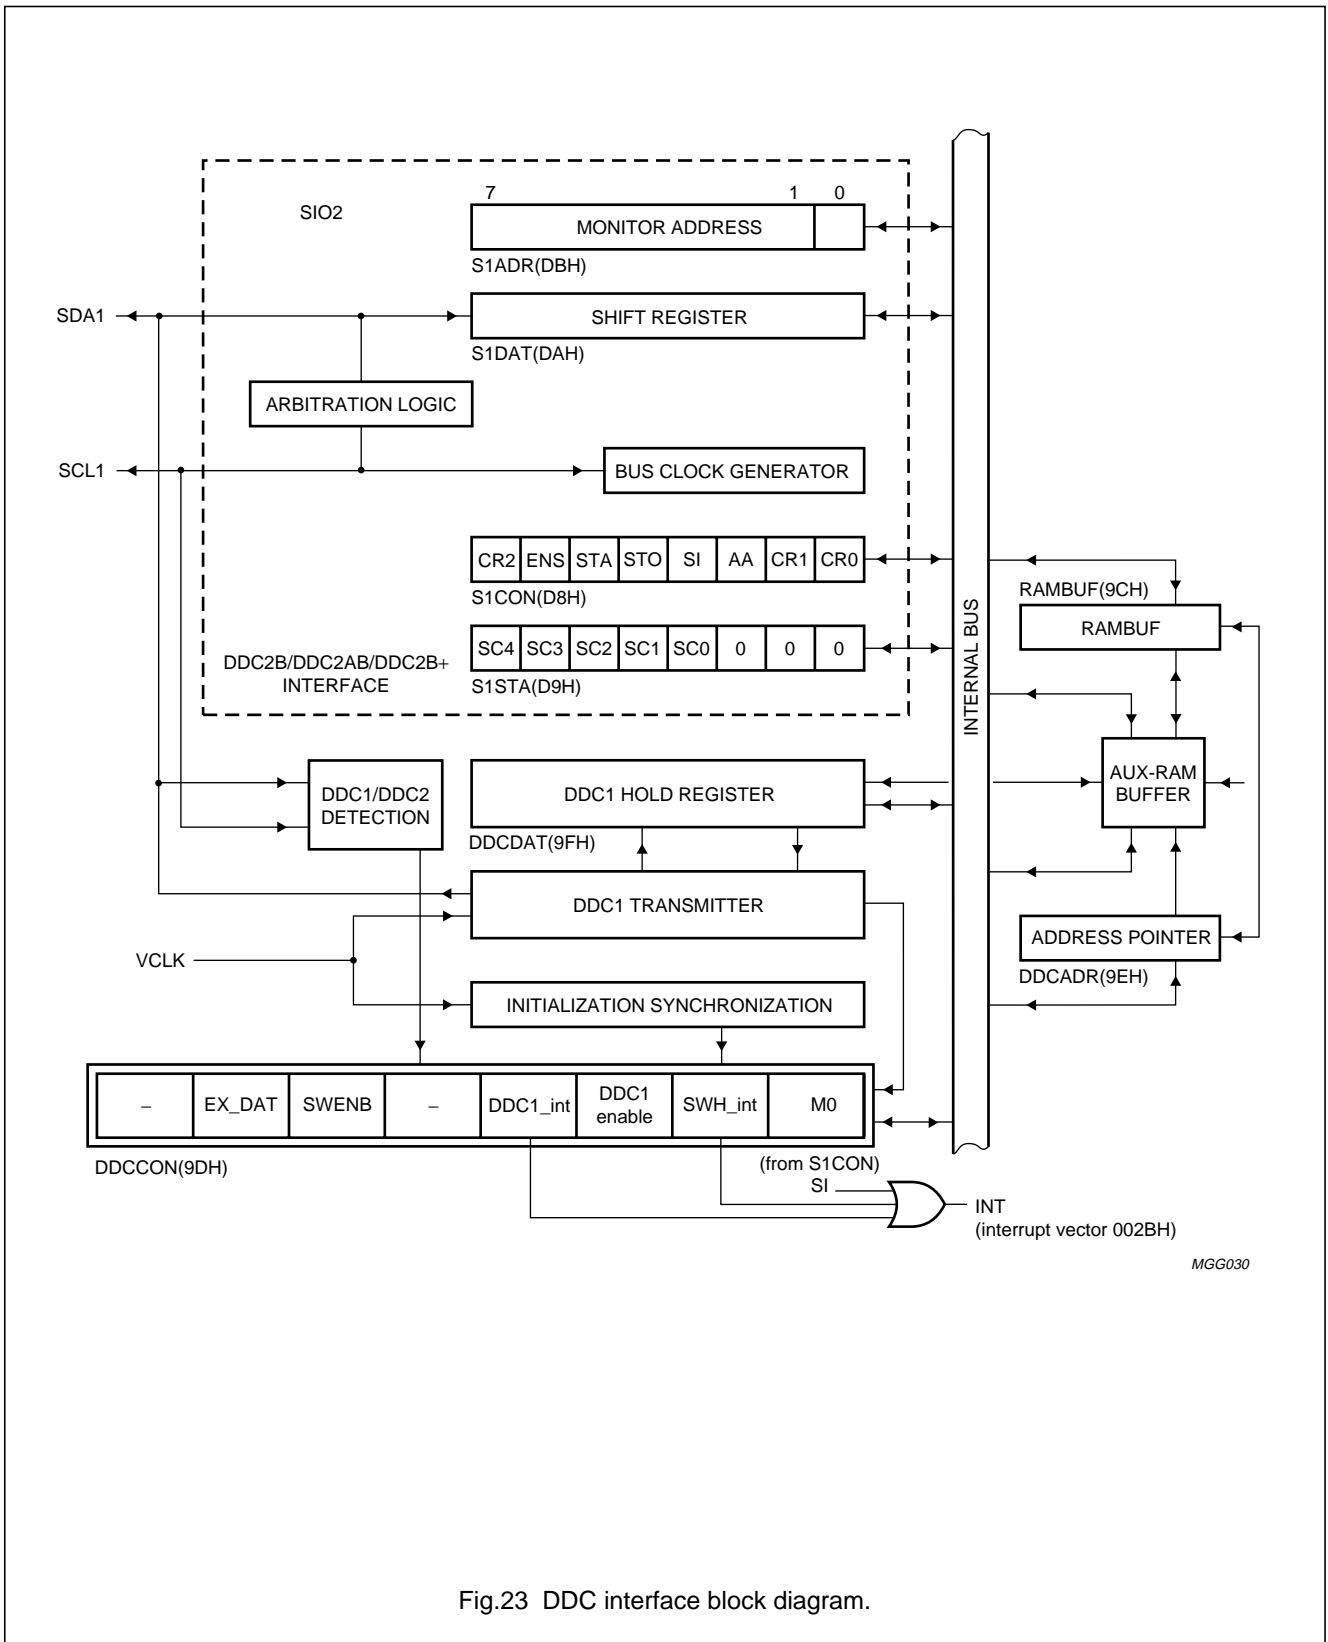 7 1 0
SIO2
MONITOR ADDRESS
S1ADR(DBH)
SDA1
SHIFT REGISTER
S1DAT(DAH)
ARBITRATION LOGIC
SCL1
BUS CLOCK GENERATOR
CR2 ENS STA STO SI AA CR1 CR0
S1CON(D8H)
SC4 SC3 SC2 SC1 SC0 0 0 0
S1STA(D9H)
DDC2B/DDC2AB/DDC2B+
INTERFACE
INTERNAL BUS
RAMBUF(9CH)
RAMBUF
AUX-RAM
BUFFER
ADDRESS POINTER
DDCADR(9EH)
DDC1/DDC2
DETECTION
DDC1 HOLD REGISTER
DDCDAT(9FH)
DDC1 TRANSMITTER
VCLK
INITIALIZATION SYNCHRONIZATION
– EX_DAT SWENB – DDC1_int DDC1 enable SWH_int M0
DDCCON(9DH)
(from S1CON)
SI
INT
(interrupt vector 002BH)
MGG030
Fig.23 DDC interface block diagram.